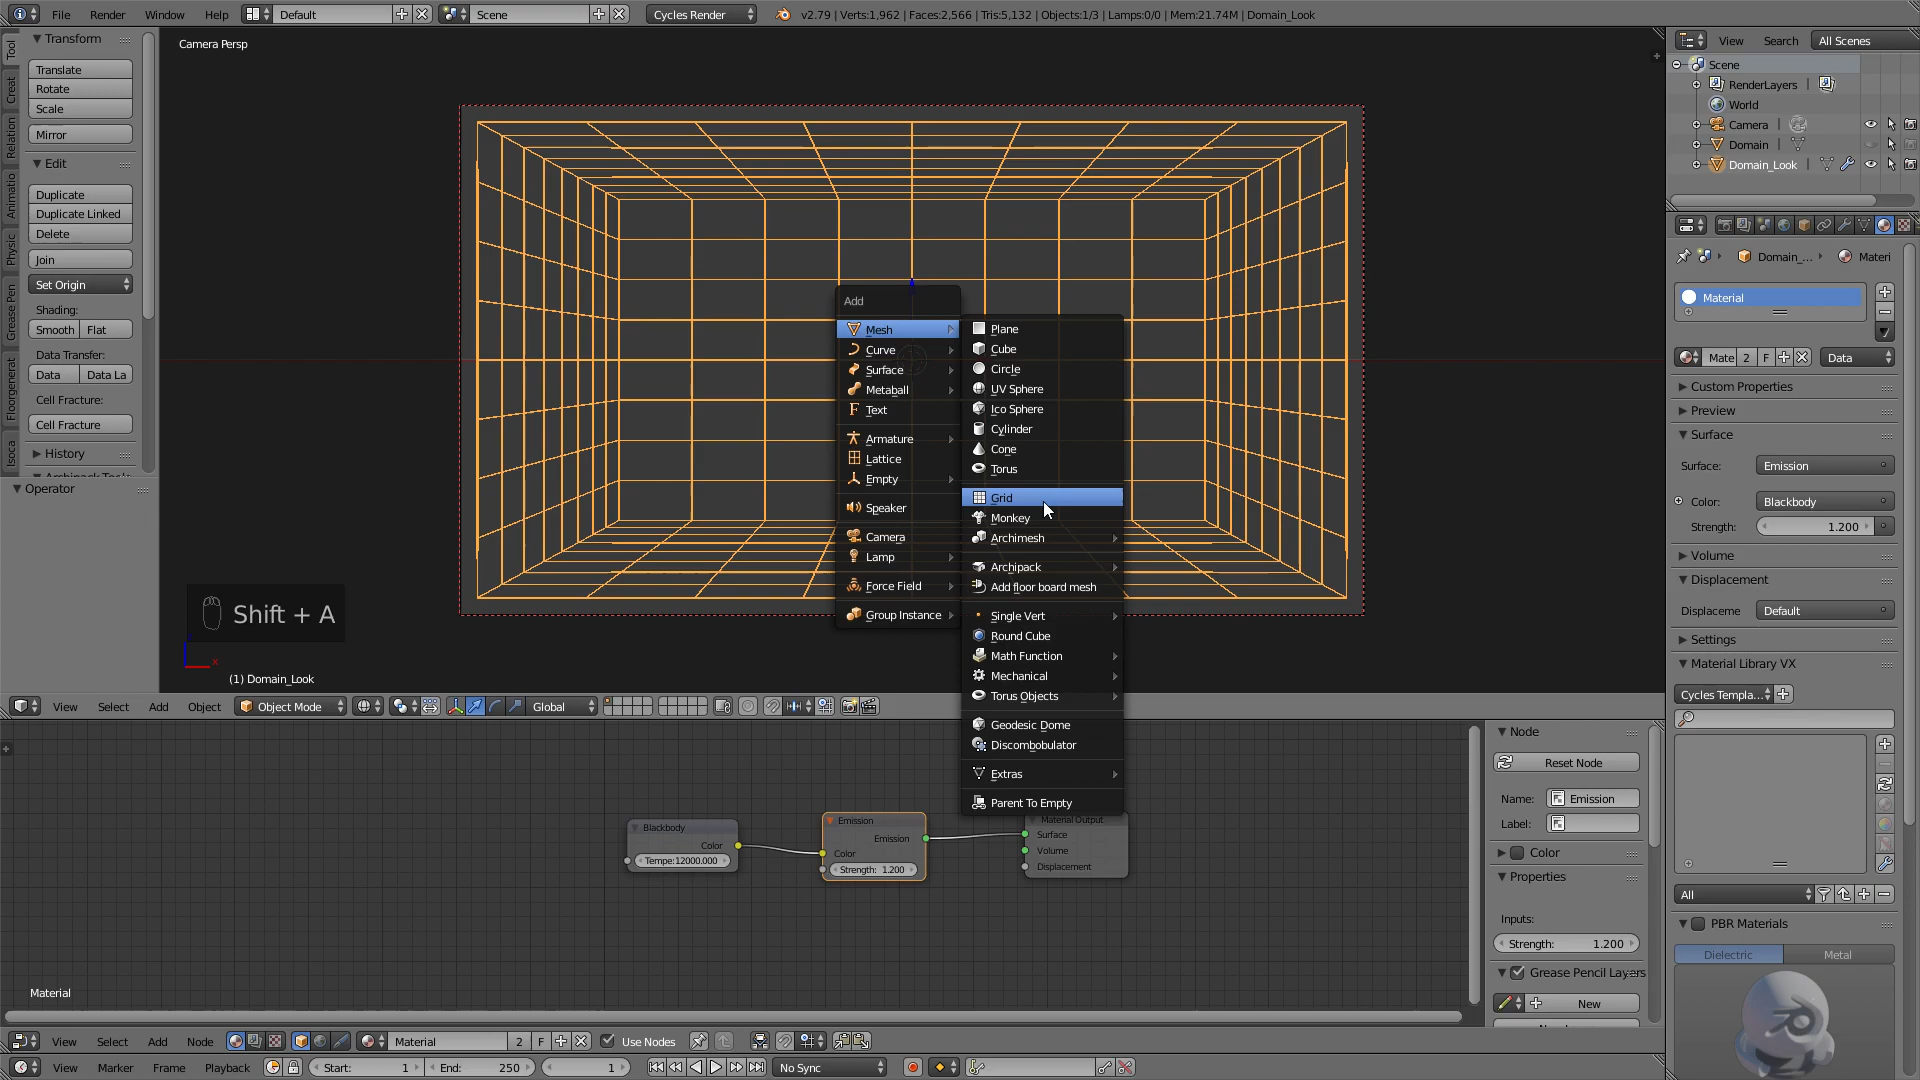 File Render Window Help Default Scene Cycles Render v2.79 | Verts:1,962 | Faces:2,566 | Tris:5,132 | Objects:1/3 | Lamps:0/0 | Mem:21.74M | Domain_Look
Tool
Creat
Relation
Animatio
Physic
Grease Pen
Floorgenerat
Isoca
Transform
Translate
Rotate
Scale
Mirror
Edit
Duplicate
Duplicate Linked
Delete
Join
Set Origin
Shading:
Smooth Flat
Data Transfer:
Data Data La
Cell Fracture:
Cell Fracture
History
Operator
Camera Persp
Shift + A
x
(1) Domain_Look
Add
Mesh
Curve
Surface
Metaball
Text
Armature
Lattice
Empty
Speaker
Camera
Lamp
Force Field
Group Instance
Plane
Cube
Circle
UV Sphere
Ico Sphere
Cylinder
Cone
Torus
Grid
Monkey
Archimesh
Archipack
Add floor board mesh
Single Vert
Round Cube
Math Function
Mechanical
Torus Objects
Geodesic Dome
Discombobulator
Extras
Parent To Empty
View Select Add Object Object Mode Global
Blackbody
Color
Tempe:12000.000
Emission
Emission
Color
Strength: 1.200
Material Output
Surface
Volume
Displacement
Material
Node
Reset Node
Name: Emission
Label:
Color
Properties
Inputs:
Strength: 1.200
Grease Pencil Layers
New
View Select Add Node Material 2 F Use Nodes
View Marker Frame Playback Start: 1 End: 250 1 No Sync
View Search All Scenes
Scene
RenderLayers |
World
Camera |
Domain |
Domain_Look |
Domain_... Materi
Material
Mate 2 F Data
Custom Properties
Preview
Surface
Surface: Emission
Color: Blackbody
Strength: 1.200
Volume
Displacement
Displaceme Default
Settings
Material Library VX
Cycles Templa...
All
PBR Materials
Dielectric Metal